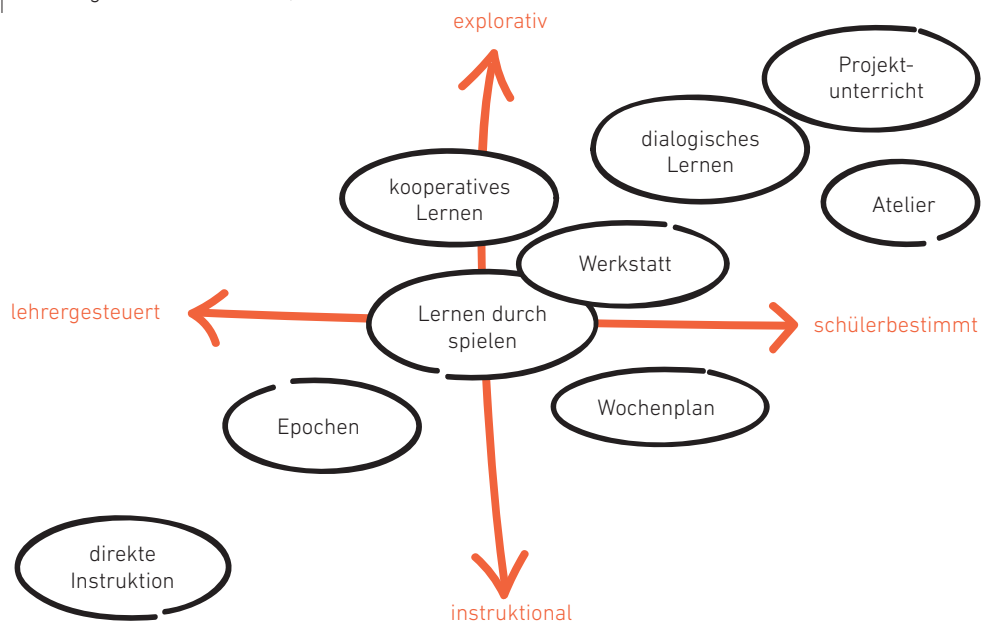 explorativ
Projekt-
unterricht
dialogisches
Lernen
kooperatives
Lernen
Atelier
Werkstatt
lehrergesteuert
Lernen durch
spielen
schülerbestimmt
Wochenplan
Epochen
direkte
Instruktion
instruktional